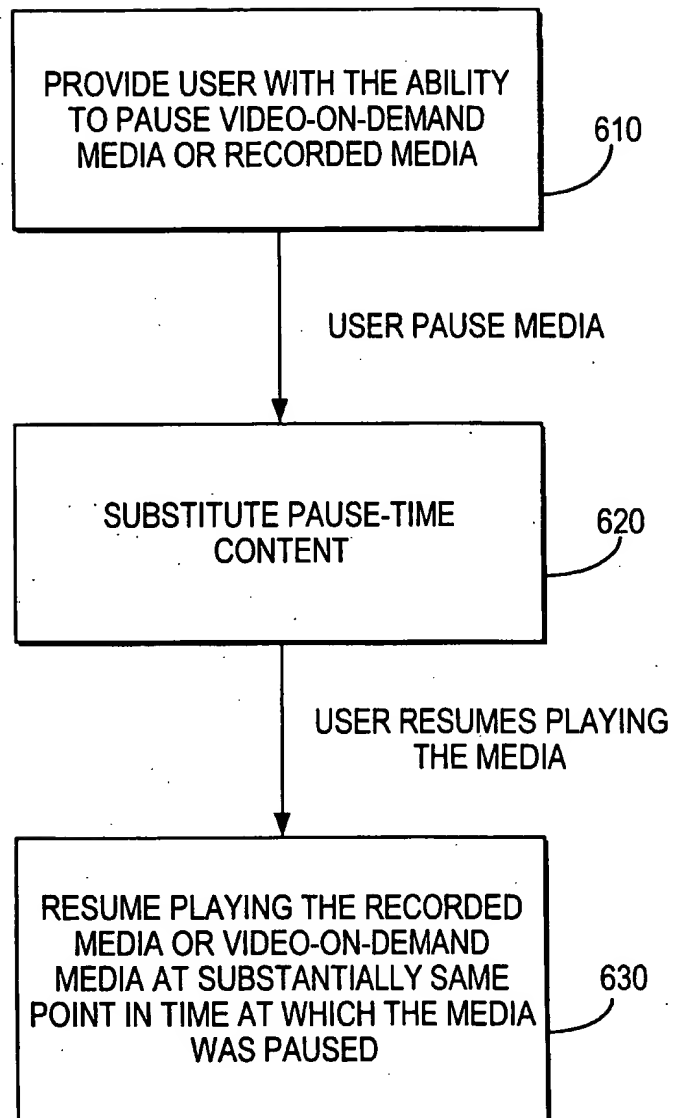 PROVIDE USER WITH THE ABILITY
TO PAUSE VIDEO-ON-DEMAND
MEDIA OR RECORDED MEDIA
610
USER PAUSE MEDIA
SUBSTITUTE PAUSE-TIME
CONTENT
620
USER RESUMES PLAYING
THE MEDIA
RESUME PLAYING THE RECORDED
MEDIA OR VIDEO-ON-DEMAND
MEDIA AT SUBSTANTIALLY SAME
POINT IN TIME AT WHICH THE MEDIA
WAS PAUSED
630